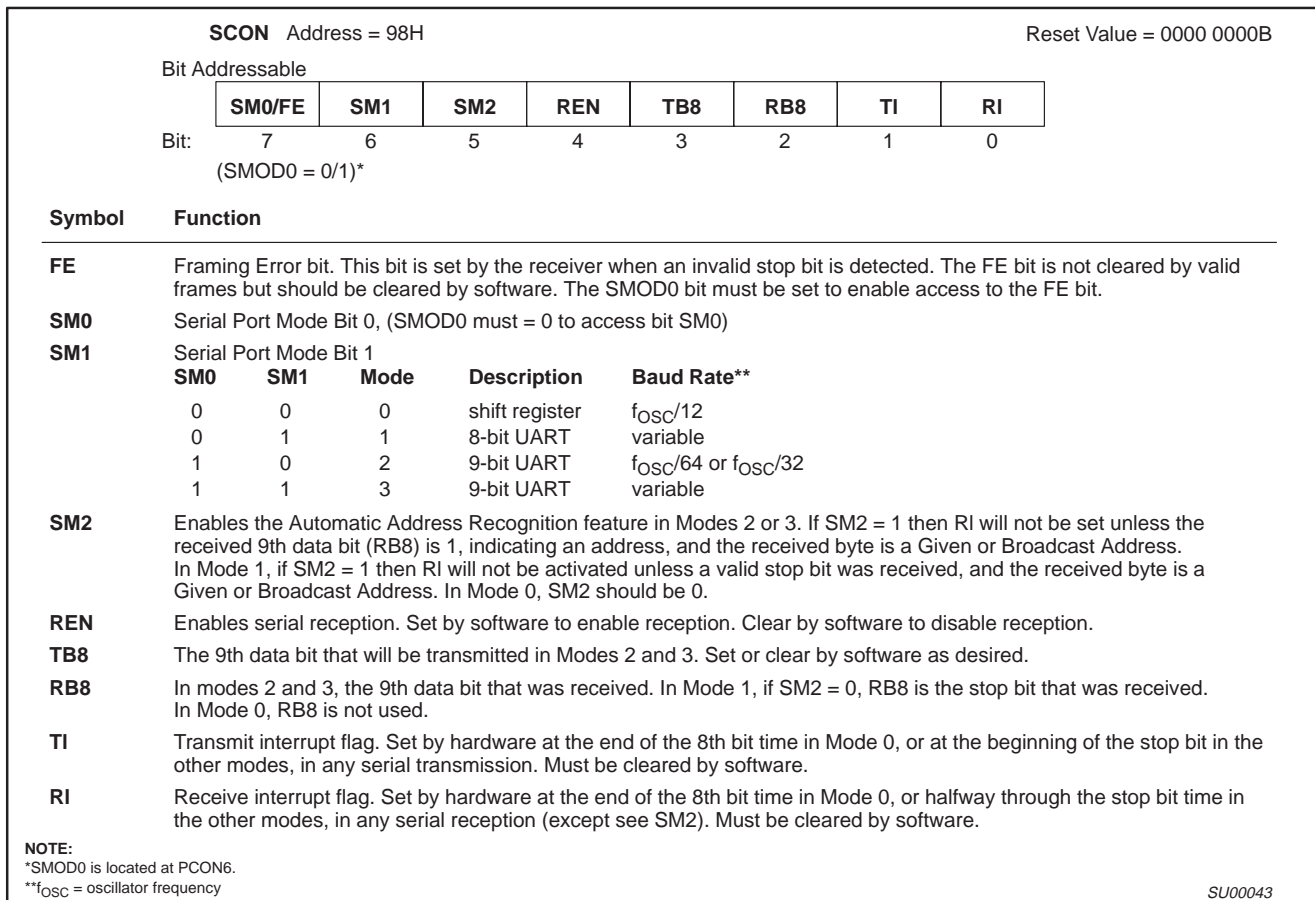 SCON Address = 98H Reset Value = 0000 0000B
Bit Addressable
SM0/FE SM1 SM2 REN TB8 RB8 TI RI
Bit: 7 6 5 4 3 2 1 0
(SMOD0 = 0/1)*
Symbol Function
FE Framing Error bit. This bit is set by the receiver when an invalid stop bit is detected. The FE bit is not cleared by valid
frames but should be cleared by software. The SMOD0 bit must be set to enable access to the FE bit.
SM0 Serial Port Mode Bit 0, (SMOD0 must = 0 to access bit SM0)
SM1 Serial Port Mode Bit 1
SM0 SM1 Mode Description Baud Rate**
0 0 0 shift register fOSC/12
0 1 1 8-bit UART variable
1 0 2 9-bit UART fOSC/64 or fOSC/32
1 1 3 9-bit UART variable
SM2 Enables the Automatic Address Recognition feature in Modes 2 or 3. If SM2 = 1 then RI will not be set unless the
received 9th data bit (RB8) is 1, indicating an address, and the received byte is a Given or Broadcast Address.
In Mode 1, if SM2 = 1 then RI will not be activated unless a valid stop bit was received, and the received byte is a
Given or Broadcast Address. In Mode 0, SM2 should be 0.
REN Enables serial reception. Set by software to enable reception. Clear by software to disable reception.
TB8 The 9th data bit that will be transmitted in Modes 2 and 3. Set or clear by software as desired.
RB8 In modes 2 and 3, the 9th data bit that was received. In Mode 1, if SM2 = 0, RB8 is the stop bit that was received.
In Mode 0, RB8 is not used.
TI Transmit interrupt flag. Set by hardware at the end of the 8th bit time in Mode 0, or at the beginning of the stop bit in the
other modes, in any serial transmission. Must be cleared by software.
RI Receive interrupt flag. Set by hardware at the end of the 8th bit time in Mode 0, or halfway through the stop bit time in
the other modes, in any serial reception (except see SM2). Must be cleared by software.
NOTE:
*SMOD0 is located at PCON6.
**fOSC = oscillator frequency SU00043